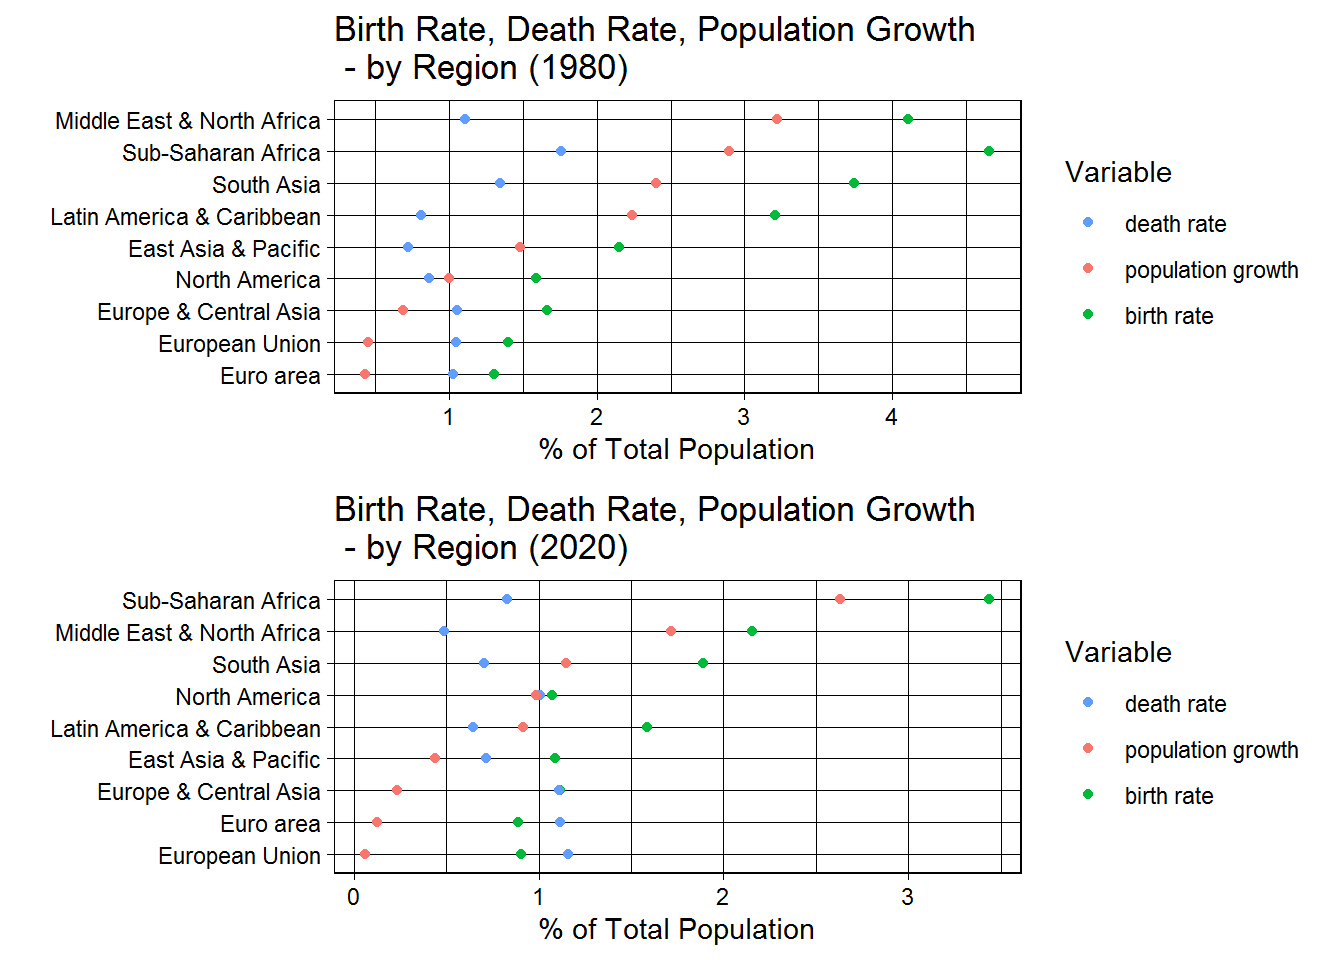 Birth Rate, Death Rate, Population Growth
- by Region (1980)
Middle East & North Africa
Sub-Saharan Africa
South Asia
Latin America & Caribbean
East Asia & Pacific
North America
Europe & Central Asia
European Union
Euro area
1 2 3 4
% of Total Population
Variable
death rate
population growth
birth rate
Birth Rate, Death Rate, Population Growth
- by Region (2020)
Sub-Saharan Africa
Middle East & North Africa
South Asia
North America
Latin America & Caribbean
East Asia & Pacific
Europe & Central Asia
Euro area
European Union
0 1 2 3
% of Total Population
Variable
death rate
population growth
birth rate